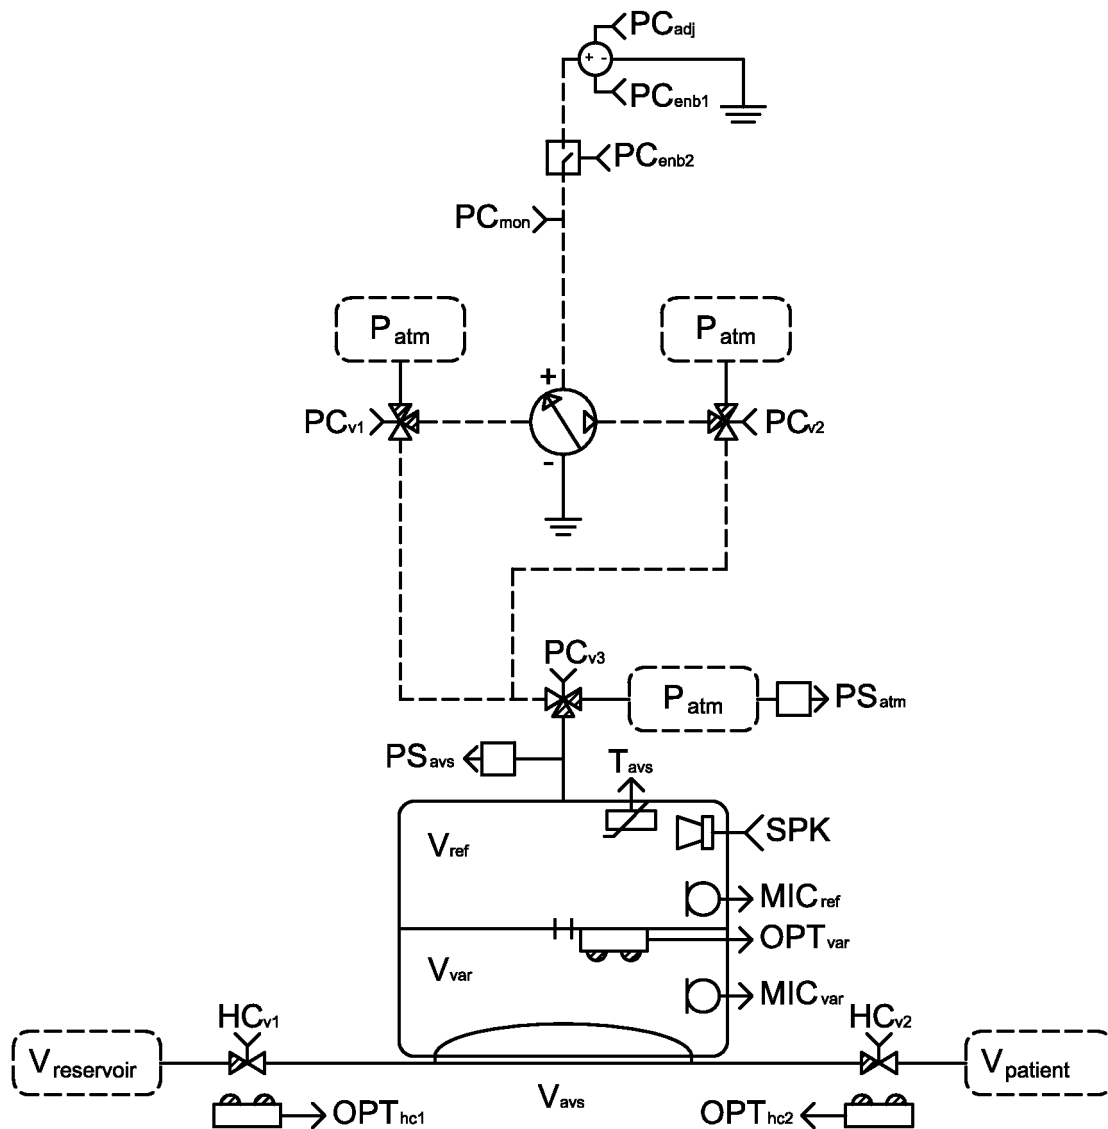 PCadj
+ -
PCenb1
PCenb2
PCmon
Patm
Patm
+
PCv1
PCv2
-
PCv3
Patm
PSatm
PSavs
Tavs
Vref
SPK
MICref
OPTvar
Vvar
MICvar
HCv1
HCv2
Vreservoir
Vpatient
Vavs
OPThc1
OPThc2